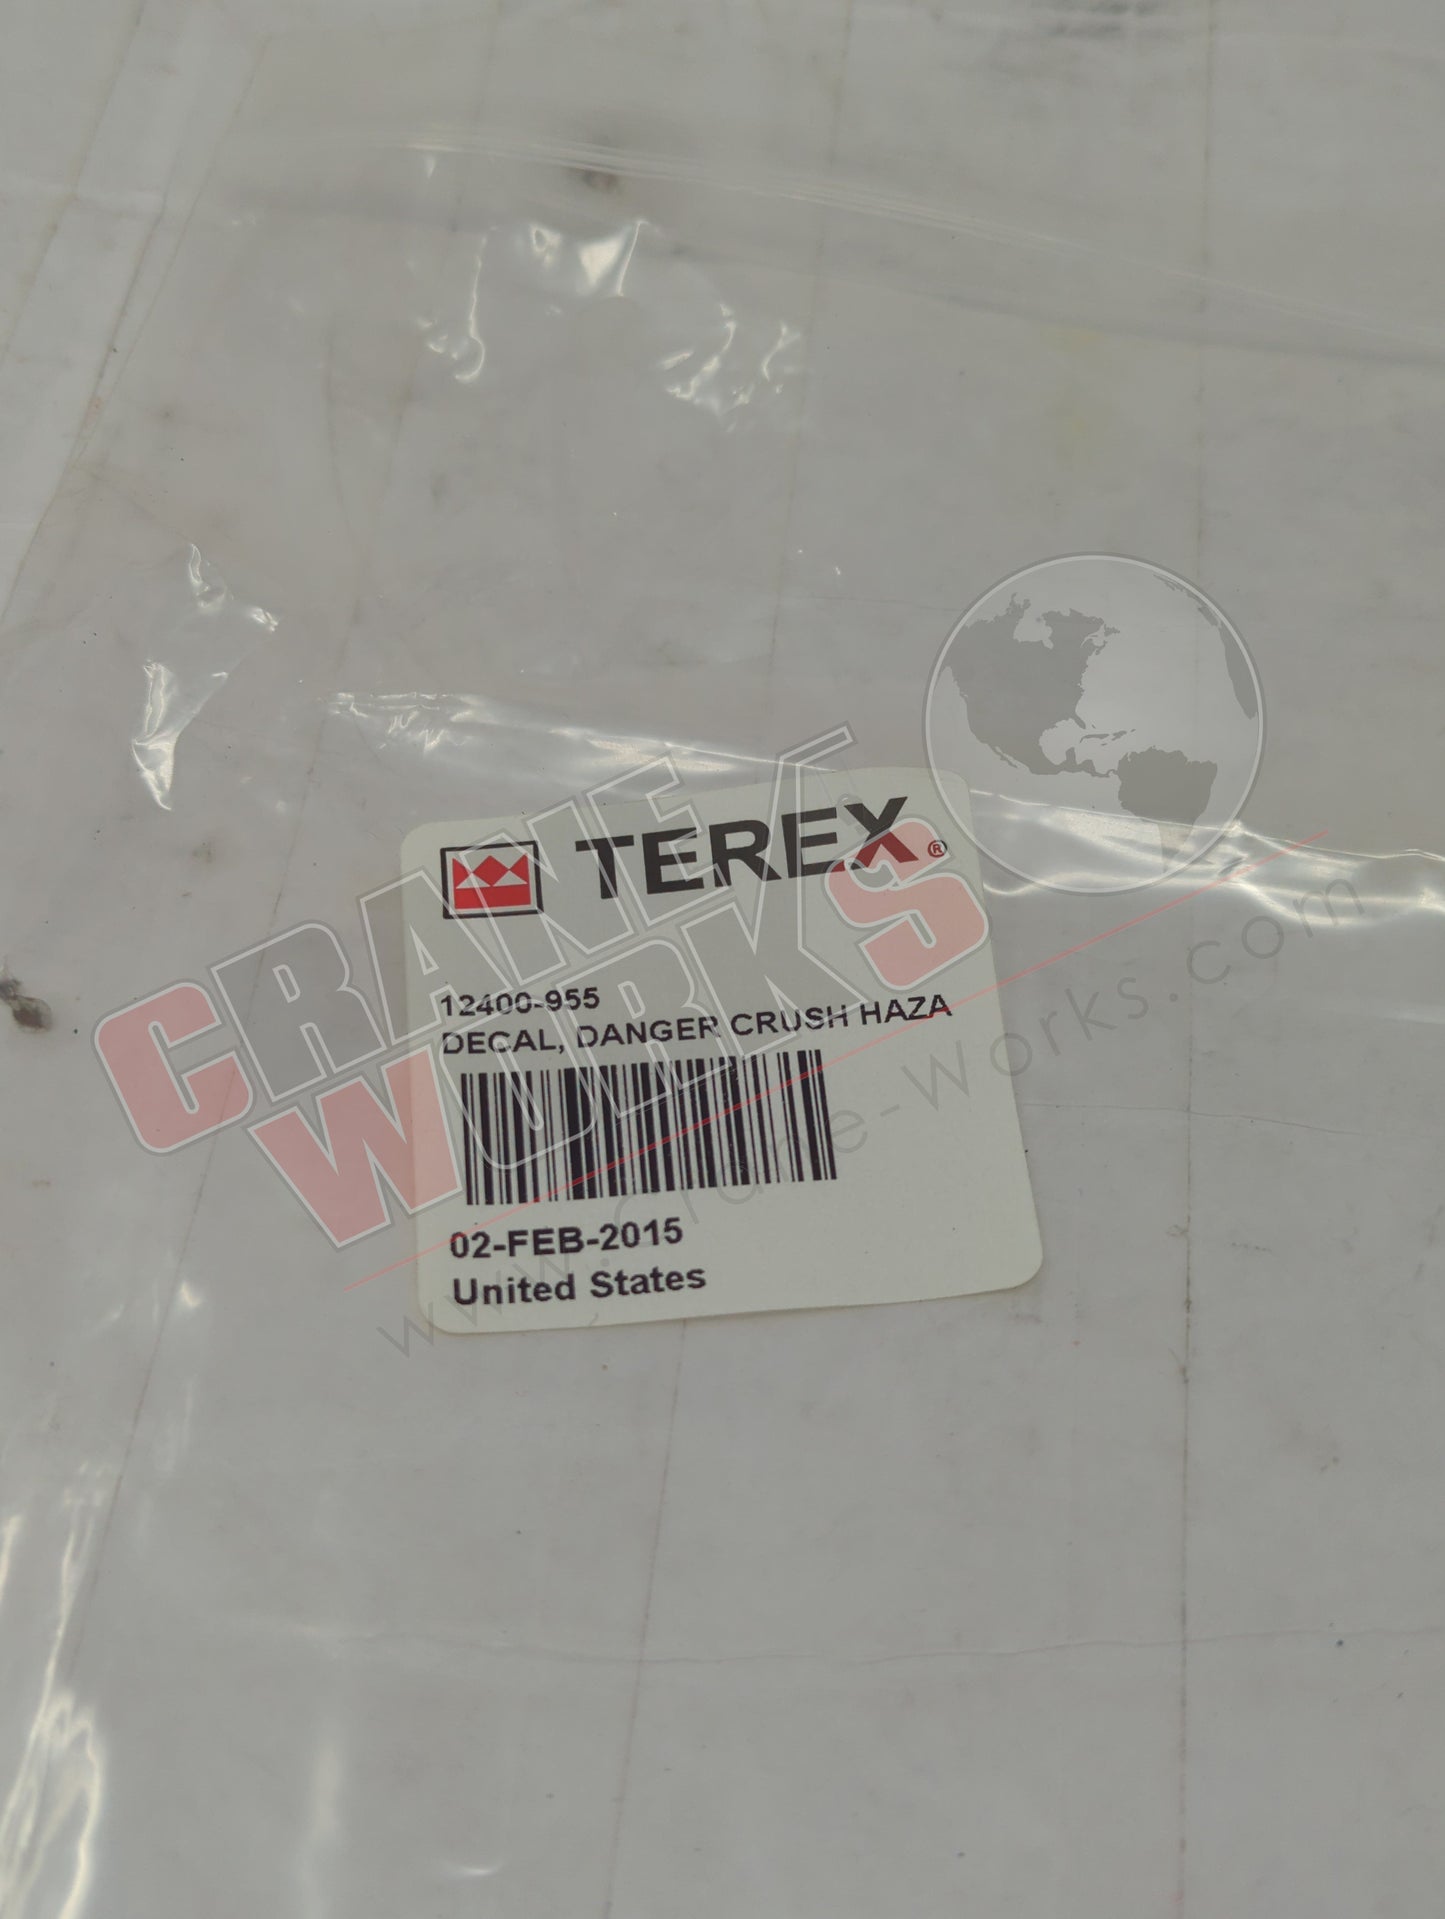 TEREX®
12400-955
DECAL, DANGER CRUSH HAZA
02-FEB-2015
United States
CRANE WORKS
www.crane-works.com